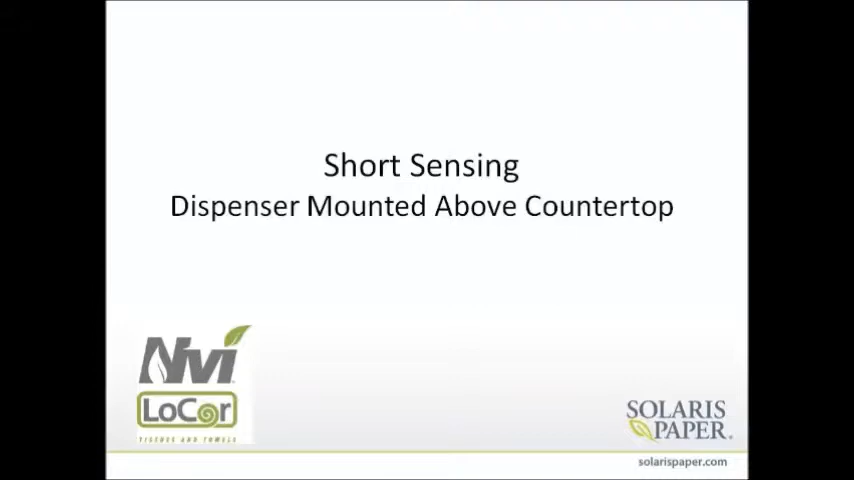 Short Sensing
Dispenser Mounted Above Countertop
Nvi
LoCor
TISSUES AND TOWELS
SOLARIS
PAPER.
solarispaper.com